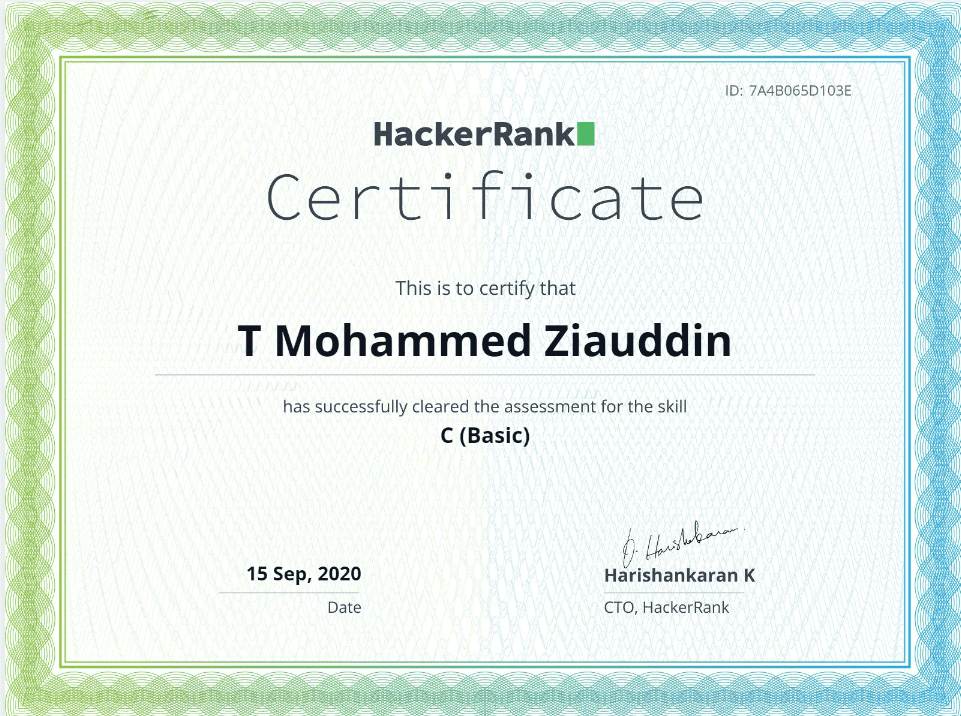 ID: 7A4B065D103E
HackerRank
Certificate
This is to certify that
T Mohammed Ziauddin
has successfully cleared the assessment for the skill
C (Basic)
15 Sep, 2020
Date
Harishankaran K
CTO, HackerRank